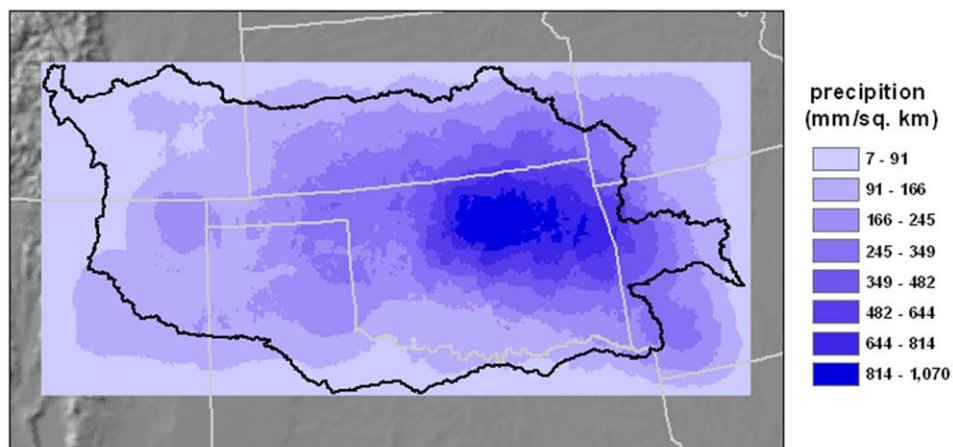 precipition
(mm/sq. km)
7 - 91
91 - 166
166 - 245
245 - 349
349 - 482
482 - 644
644 - 814
814 - 1,070